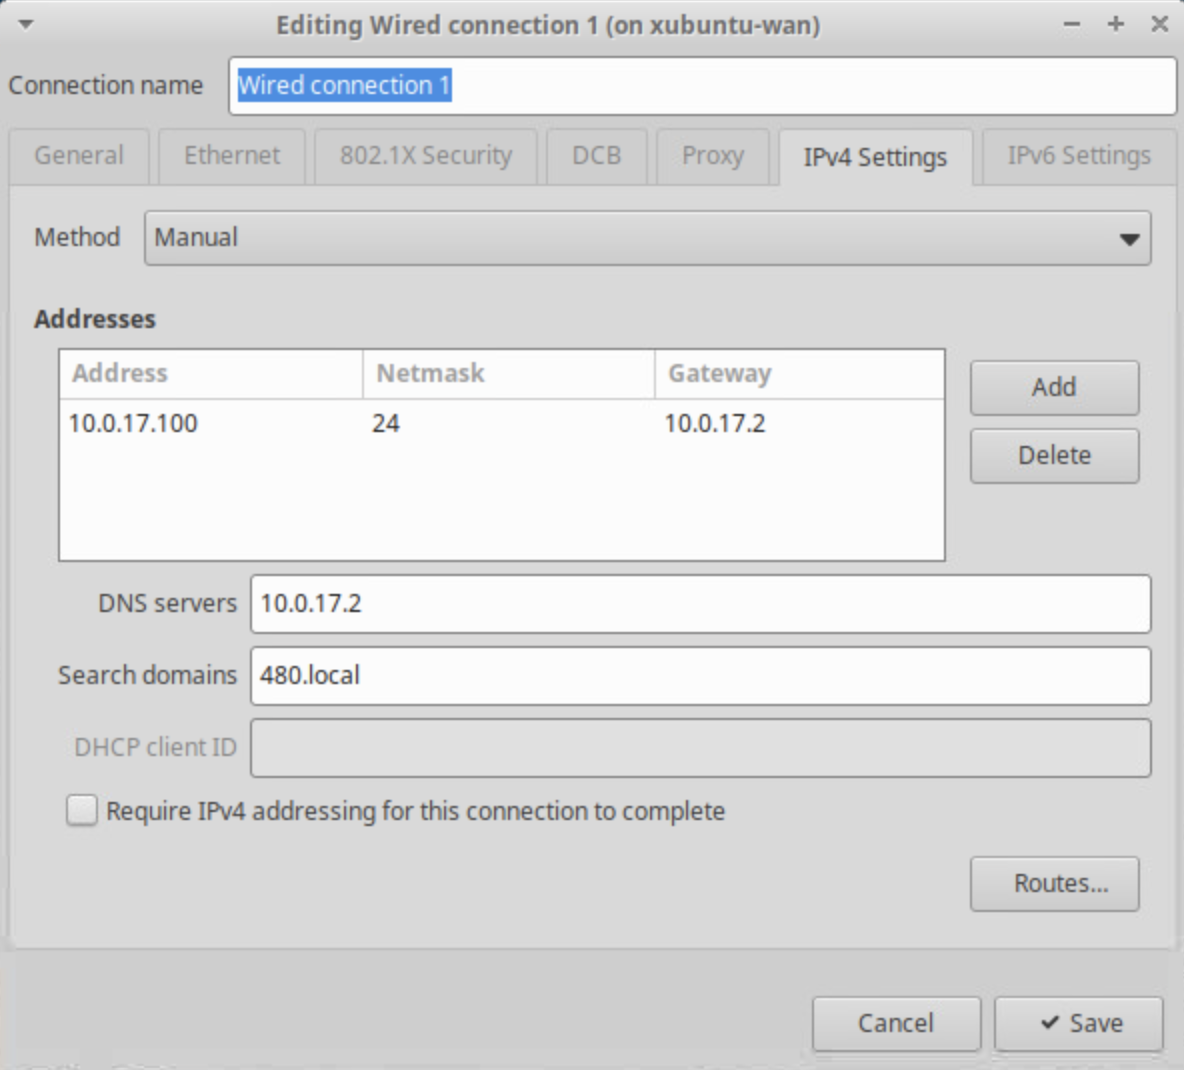 Editing Wired connection 1 (on xubuntu-wan)
Connection name Wired connection 1
General Ethernet 802.1X Security DCB Proxy IPv4 Settings IPv6 Settings
Method Manual
Addresses
Address Netmask Gateway
10.0.17.100 24 10.0.17.2
Add
Delete
DNS servers 10.0.17.2
Search domains 480.local
DHCP client ID
Require IPv4 addressing for this connection to complete
Routes...
Cancel Save